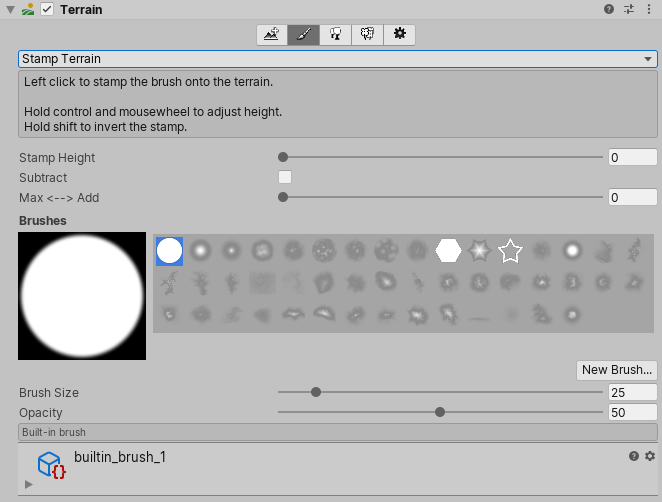 Terrain
Stamp Terrain
Left click to stamp the brush onto the terrain.
Hold control and mousewheel to adjust height.
Hold shift to invert the stamp.
Stamp Height 0
Subtract
Max <--> Add 0
Brushes
New Brush...
Brush Size 25
Opacity 50
Built-in brush
builtin_brush_1